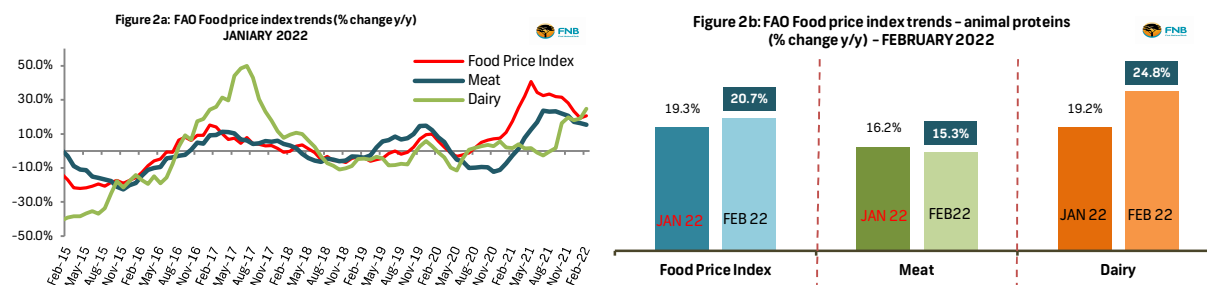 Figure 2a: FAO Food price index trends (% change y/y)
JANIARY 2022
FNB
50.0%
30.0%
10.0%
-10.0%
-30.0%
-50.0%
Food Price Index
Meat
Dairy
Feb-15
May-15
Aug-15
Nov-15
Feb-16
May-16
Aug-16
Nov-16
Feb-17
May-17
Aug-17
Nov-17
Feb-18
May-18
Aug-18
Nov-18
Feb-19
May-19
Aug-19
Nov-19
Feb-20
May-20
Aug-20
Nov-20
Feb-21
May-21
Aug-21
Nov-21
Feb-22
Figure 2b: FAO Food price index trends – animal proteins
(% change y/y) – FEBRUARY 2022
FNB
19.3%
20.7%
16.2%
15.3%
19.2%
24.8%
JAN 22
FEB 22
JAN 22
FEB22
JAN 22
FEB 22
Food Price Index
Meat
Dairy